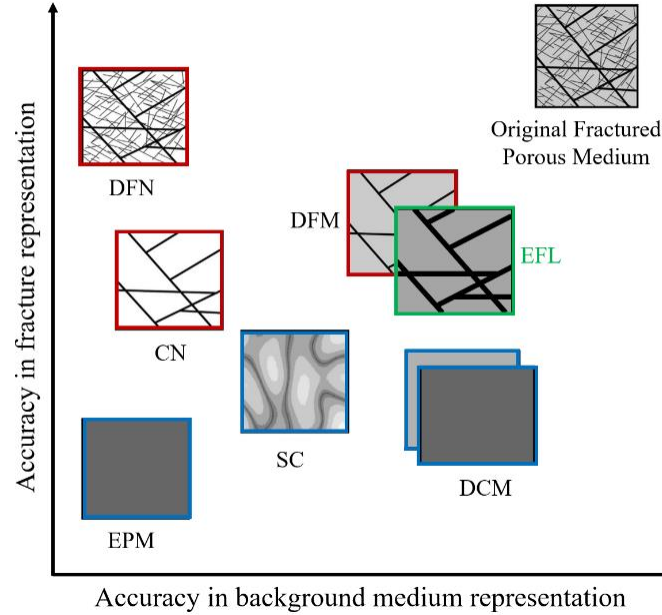 Original Fractured
Porous Medium
DFN
DFM
EFL
CN
SC
DCM
EPM
Accuracy in fracture representation
Accuracy in background medium representation